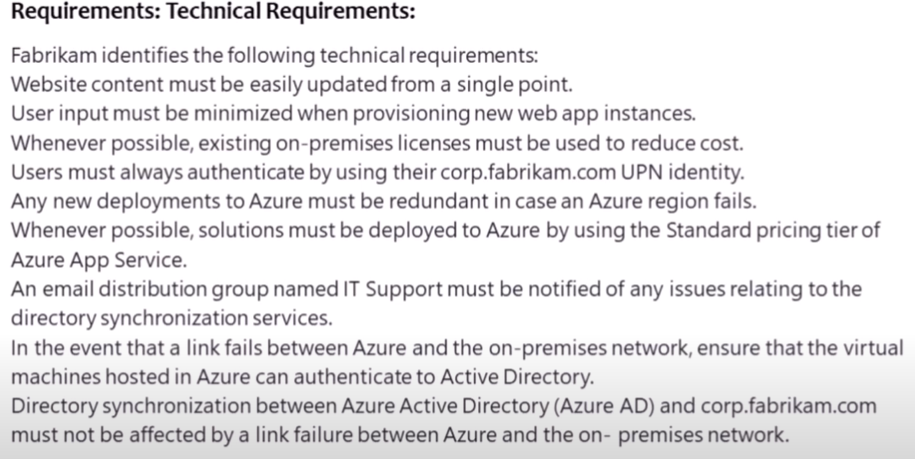 Requirements: Technical Requirements:
Fabrikam identifies the following technical requirements:
Website content must be easily updated from a single point.
User input must be minimized when provisioning new web app instances.
Whenever possible, existing on-premises licenses must be used to reduce cost.
Users must always authenticate by using their corp.fabrikam.com UPN identity.
Any new deployments to Azure must be redundant in case an Azure region fails.
Whenever possible, solutions must be deployed to Azure by using the Standard pricing tier of
Azure App Service.
An email distribution group named IT Support must be notified of any issues relating to the
directory synchronization services.
In the event that a link fails between Azure and the on-premises network, ensure that the virtual
machines hosted in Azure can authenticate to Active Directory.
Directory synchronization between Azure Active Directory (Azure AD) and corp.fabrikam.com
must not be affected by a link failure between Azure and the on- premises network.